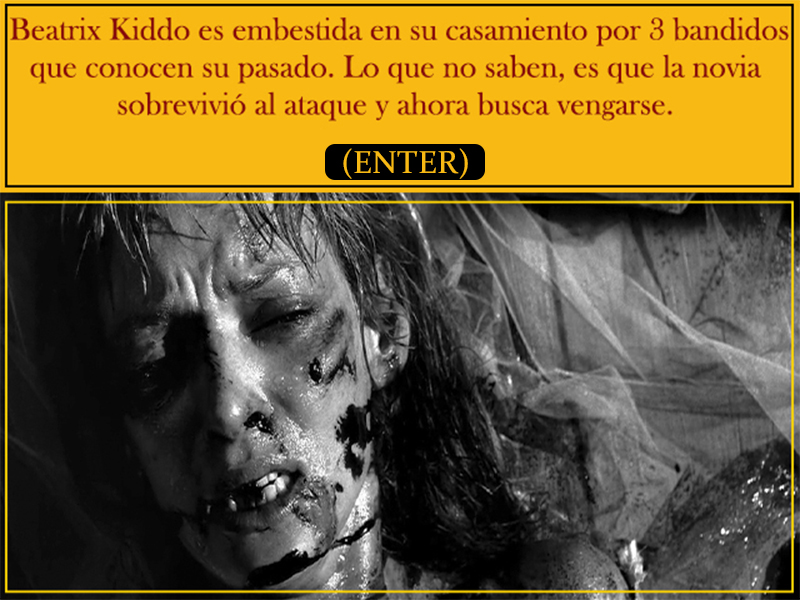 Beatrix Kiddo es embestida en su casamiento por 3 bandidos
que conocen su pasado. Lo que no saben, es que la novia
sobrevivió al ataque y ahora busca vengarse.
(ENTER)